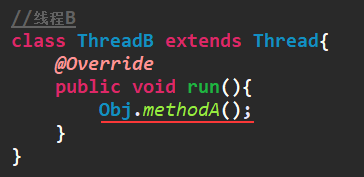 //线程B
class ThreadB extends Thread{
    @Override
    public void run(){
        Obj.methodA();
    }
}